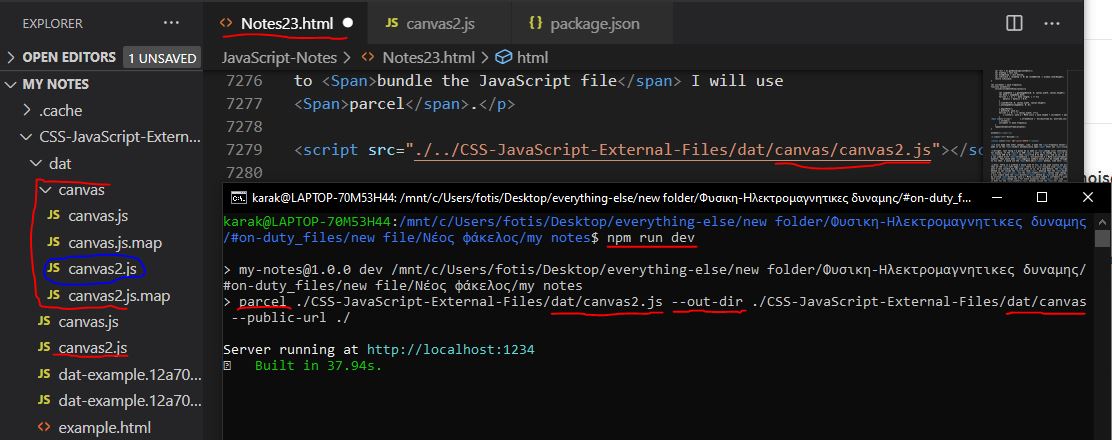 EXPLORER
...
Notes23.html
JS canvas2.js
package.json
...
OPEN EDITORS 1 UNSAVED
JavaScript-Notes > Notes23.html > html
MY NOTES
.cache
CSS-JavaScript-Extern...
dat
canvas
JS canvas.js
JS canvas.js.map
JS canvas2.js
JS canvas2.js.map
JS canvas.js
JS canvas2.js
JS dat-example.12a70...
JS dat-example.12a70...
example.html
7276 to <Span>bundle the JavaScript file</span> I will use
7277 <Span>parcel</span>.</p>
7278
7279 <script src="./../CSS-JavaScript-External-Files/dat/canvas/canvas2.js"></sc
7280
karak@LAPTOP-70M53H44: /mnt/c/Users/fotis/Desktop/everything-else/new folder/Φυσικη-Ηλεκτρομαγνητικες δυναμης/#on-duty_f...
karak@LAPTOP-70M53H44:/mnt/c/Users/fotis/Desktop/everything-else/new folder/Φυσικη-Ηλεκτρομαγνητικες δυναμης
/#on-duty_files/new file/Νέος φάκελος/my notes$ npm run dev
> my-notes@1.0.0 dev /mnt/c/Users/fotis/Desktop/everything-else/new folder/Φυσικη-Ηλεκτρομαγνητικες δυναμης/
#on-duty_files/new file/Νέος φάκελος/my notes
> parcel ./CSS-JavaScript-External-Files/dat/canvas2.js --out-dir ./CSS-JavaScript-External-Files/dat/canvas
--public-url ./
Server running at http://localhost:1234
Built in 37.94s.